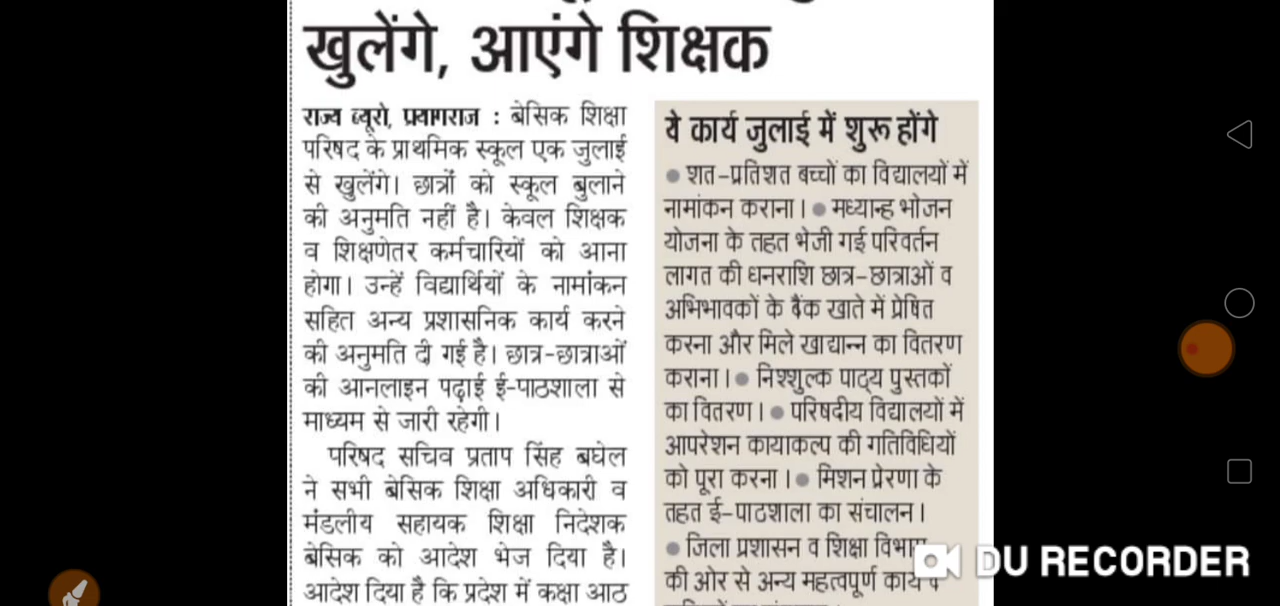 खुलेंगे, आएंगे शिक्षक
राज्य ब्यूरो, प्रयागराज : बेसिक शिक्षा
परिषद के प्राथमिक स्कूल एक जुलाई
से खुलेंगे। छात्रों को स्कूल बुलाने
की अनुमति नहीं है। केवल शिक्षक
व शिक्षणेतर कर्मचारियों को आना
होगा। उन्हें विद्यार्थियों के नामांकन
सहित अन्य प्रशासनिक कार्य करने
की अनुमति दी गई है। छात्र-छात्राओं
की आनलाइन पढ़ाई ई-पाठशाला से
माध्यम से जारी रहेगी।
परिषद सचिव प्रताप सिंह बघेल
ने सभी बेसिक शिक्षा अधिकारी व
मंडलीय सहायक शिक्षा निदेशक
बेसिक को आदेश भेज दिया है।
आदेश दिया है कि प्रदेश में कक्षा आठ
ये कार्य जुलाई में शुरू होंगे
● शत-प्रतिशत बच्चों का विद्यालयों में
नामांकन कराना। ● मध्यान्ह भोजन
योजना के तहत भेजी गई परिवर्तन
लागत की धनराशि छात्र-छात्राओं व
अभिभावकों के बैंक खाते में प्रेषित
करना और मिले खाद्यान्न का वितरण
कराना। ● निश्शुल्क पाठ्य पुस्तकों
का वितरण। ● परिषदीय विद्यालयों में
आपरेशन कायाकल्प की गतिविधियों
को पूरा करना। ● मिशन प्रेरणा के
तहत ई-पाठशाला का संचालन।
● जिला प्रशासन व शिक्षा विभाग
की ओर से अन्य महत्वपूर्ण कार्य व
DU RECORDER